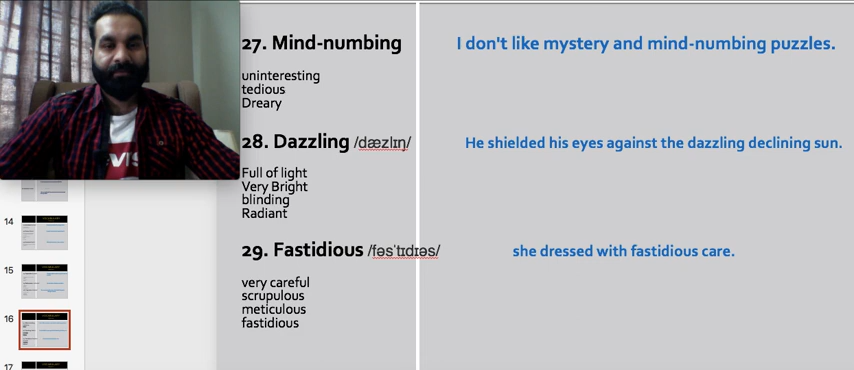 27. Mind-numbing
I don't like mystery and mind-numbing puzzles.
uninteresting
tedious
Dreary
28. Dazzling /dæzlɪŋ/
He shielded his eyes against the dazzling declining sun.
Full of light
Very Bright
blinding
Radiant
29. Fastidious /fəsˈtɪdɪəs/
she dressed with fastidious care.
very careful
scrupulous
meticulous
fastidious
14
15
16
17